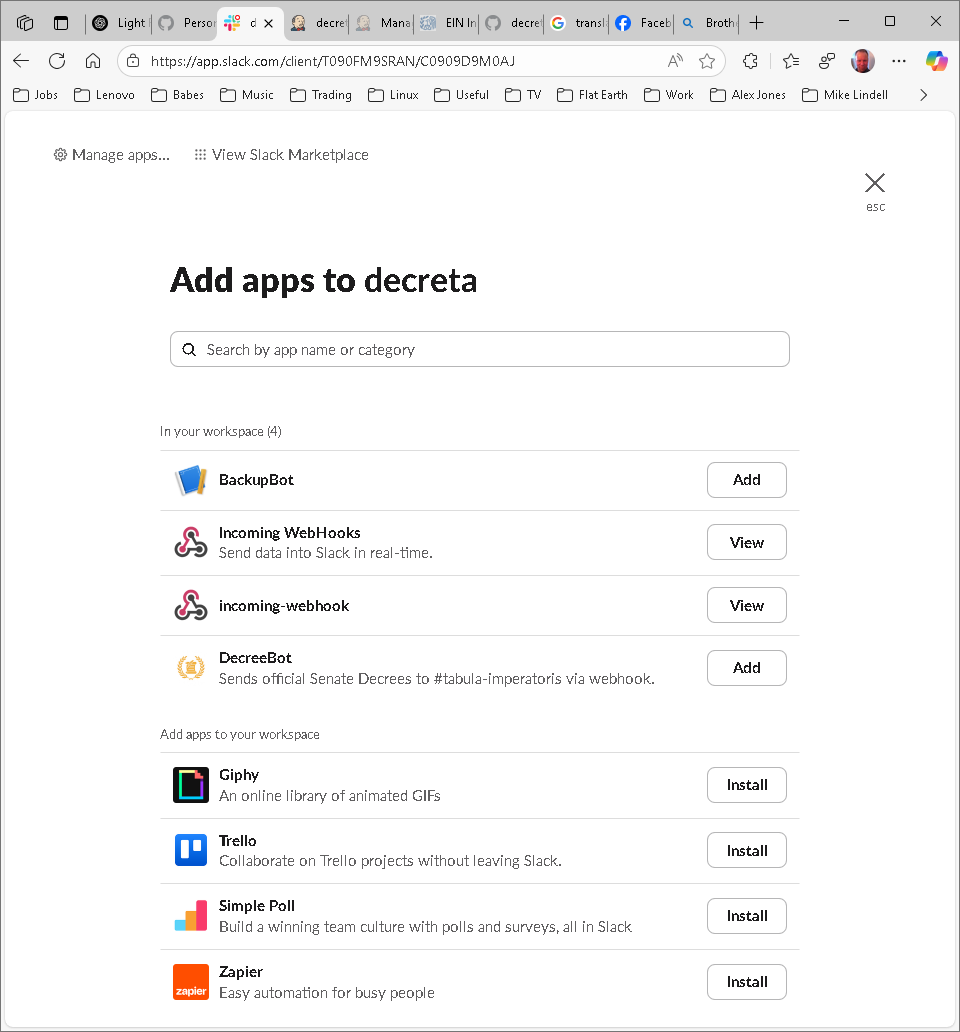 Light
Person
d
decret
Mana
EIN In
decret
transl
Faceb
Broth
https://app.slack.com/client/T090FM9SRAN/C0909D9M0AJ
Jobs Lenovo Babes Music Trading Linux Useful TV Flat Earth Work Alex Jones Mike Lindell
Manage apps... View Slack Marketplace
esc
Add apps to decreta
Search by app name or category
In your workspace (4)
BackupBot
Add
Incoming WebHooks
Send data into Slack in real-time.
View
incoming-webhook
View
DecreeBot
Sends official Senate Decrees to #tabula-imperatoris via webhook.
Add
Add apps to your workspace
Giphy
An online library of animated GIFs
Install
Trello
Collaborate on Trello projects without leaving Slack.
Install
Simple Poll
Build a winning team culture with polls and surveys, all in Slack
Install
zapier
Zapier
Easy automation for busy people
Install